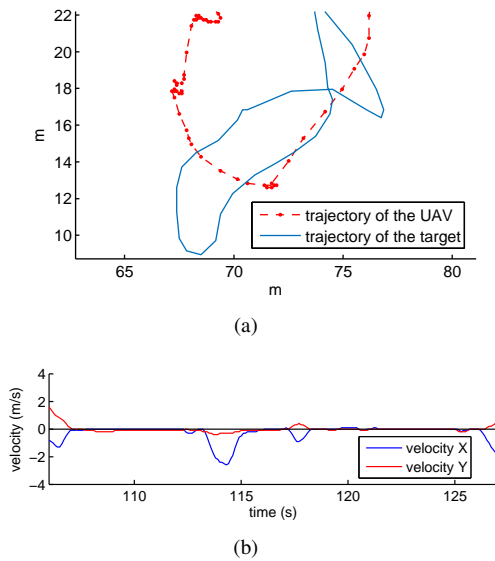 22
20
18
16
14
12
10
m
65
70
75
80
m
trajectory of the UAV
trajectory of the target
(a)
4
2
0
−2
−4
velocity (m/s)
110
115
120
125
time (s)
velocity X
velocity Y
(b)